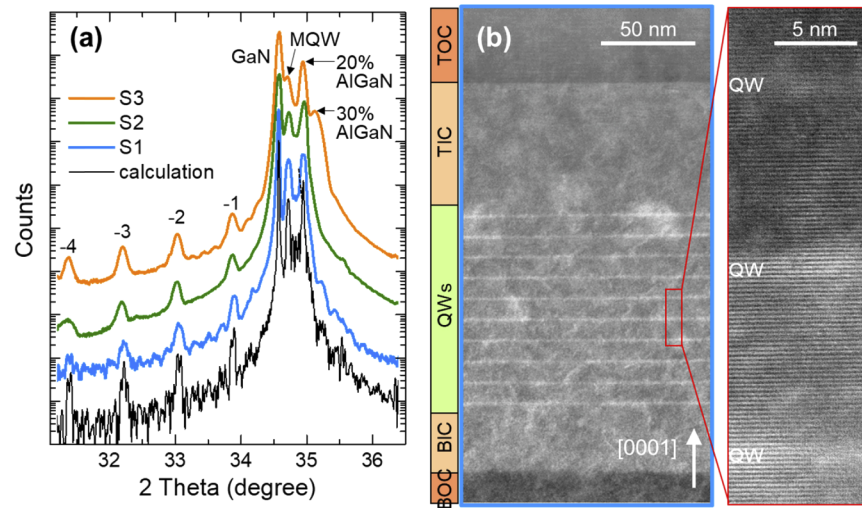 (a)
GaN
MQW
20%
AlGaN
30%
AlGaN
S3
S2
S1
calculation
-4
-3
-2
-1
Counts
32
33
34
35
36
2 Theta (degree)
(b)
50 nm
TOC
TIC
QWs
BIC
BOC
[0001]
5 nm
QW
QW
QW